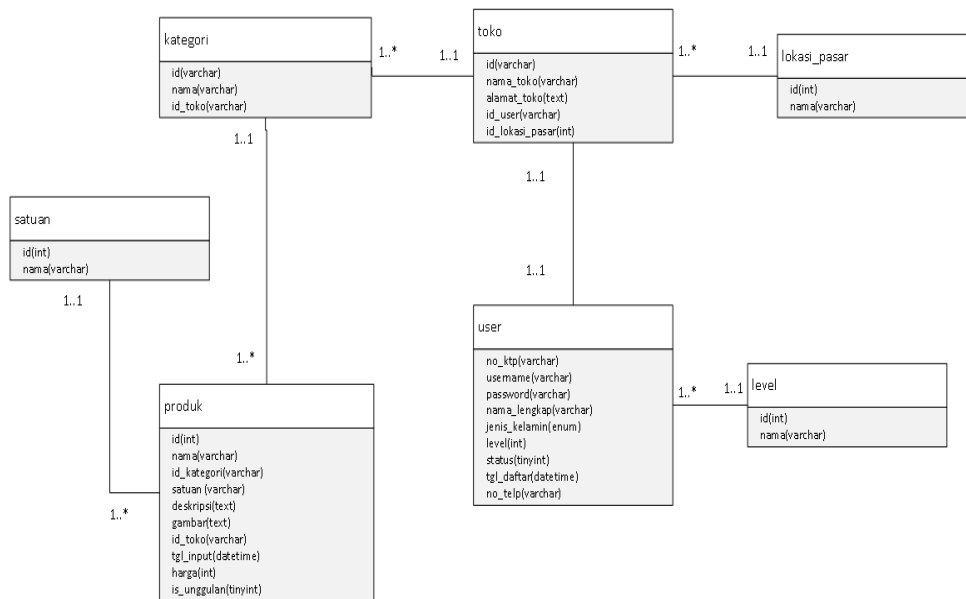 kategori
id(varchar)
nama(varchar)
id_toko(varchar)
1..*
1..1
toko
id(varchar)
nama_toko(varchar)
alamat_toko(text)
id_user(varchar)
id_lokasi_pasar(int)
1..*
1..1
lokasi_pasar
id(int)
nama(varchar)
1..1
1..1
satuan
id(int)
nama(varchar)
1..1
1..1
1..*
user
no_ktp(varchar)
username(varchar)
password(varchar)
nama_lengkap(varchar)
jenis_kelamin(enum)
level(int)
status(tinyint)
tgl_daftar(datetime)
no_telp(varchar)
1..*
1..1
level
id(int)
nama(varchar)
produk
id(int)
nama(varchar)
id_kategori(varchar)
satuan (varchar)
deskripsi(text)
gambar(text)
id_toko(varchar)
tgl_input(datetime)
harga(int)
is_unggulan(tinyint)
1..*